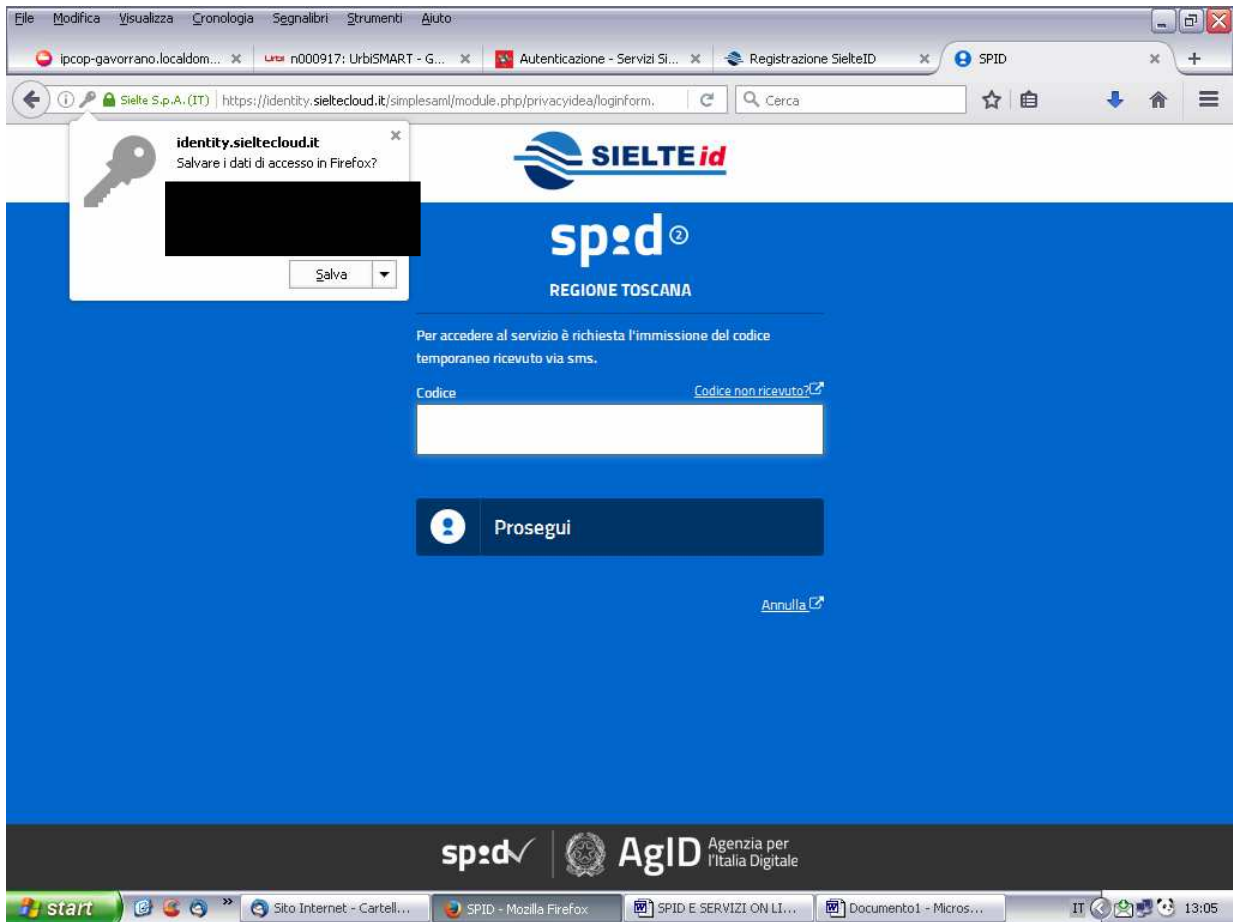 File Modifica Visualizza Cronologia Segnalibri Strumenti Aiuto
ipcop-gavorrano.localdom... n000917: UrbiSMART - G... Autenticazione - Servizi Si... Registrazione SielteID SPID
Sielte S.p.A. (IT) https://identity.sieltecloud.it/simplesaml/module.php/privacyidea/loginform. Cerca
identity.sieltecloud.it
Salvare i dati di accesso in Firefox?
Salva
SIELTE id
spid 2
REGIONE TOSCANA
Per accedere al servizio è richiesta l'immissione del codice
temporaneo ricevuto via sms.
Codice Codice non ricevuto?
Prosegui
Annulla
spid AgID Agenzia per
l'Italia Digitale
start Sito Internet - Cartell... SPID - Mozilla Firefox SPID E SERVIZI ON LI... Documento1 - Micros... IT 13:05